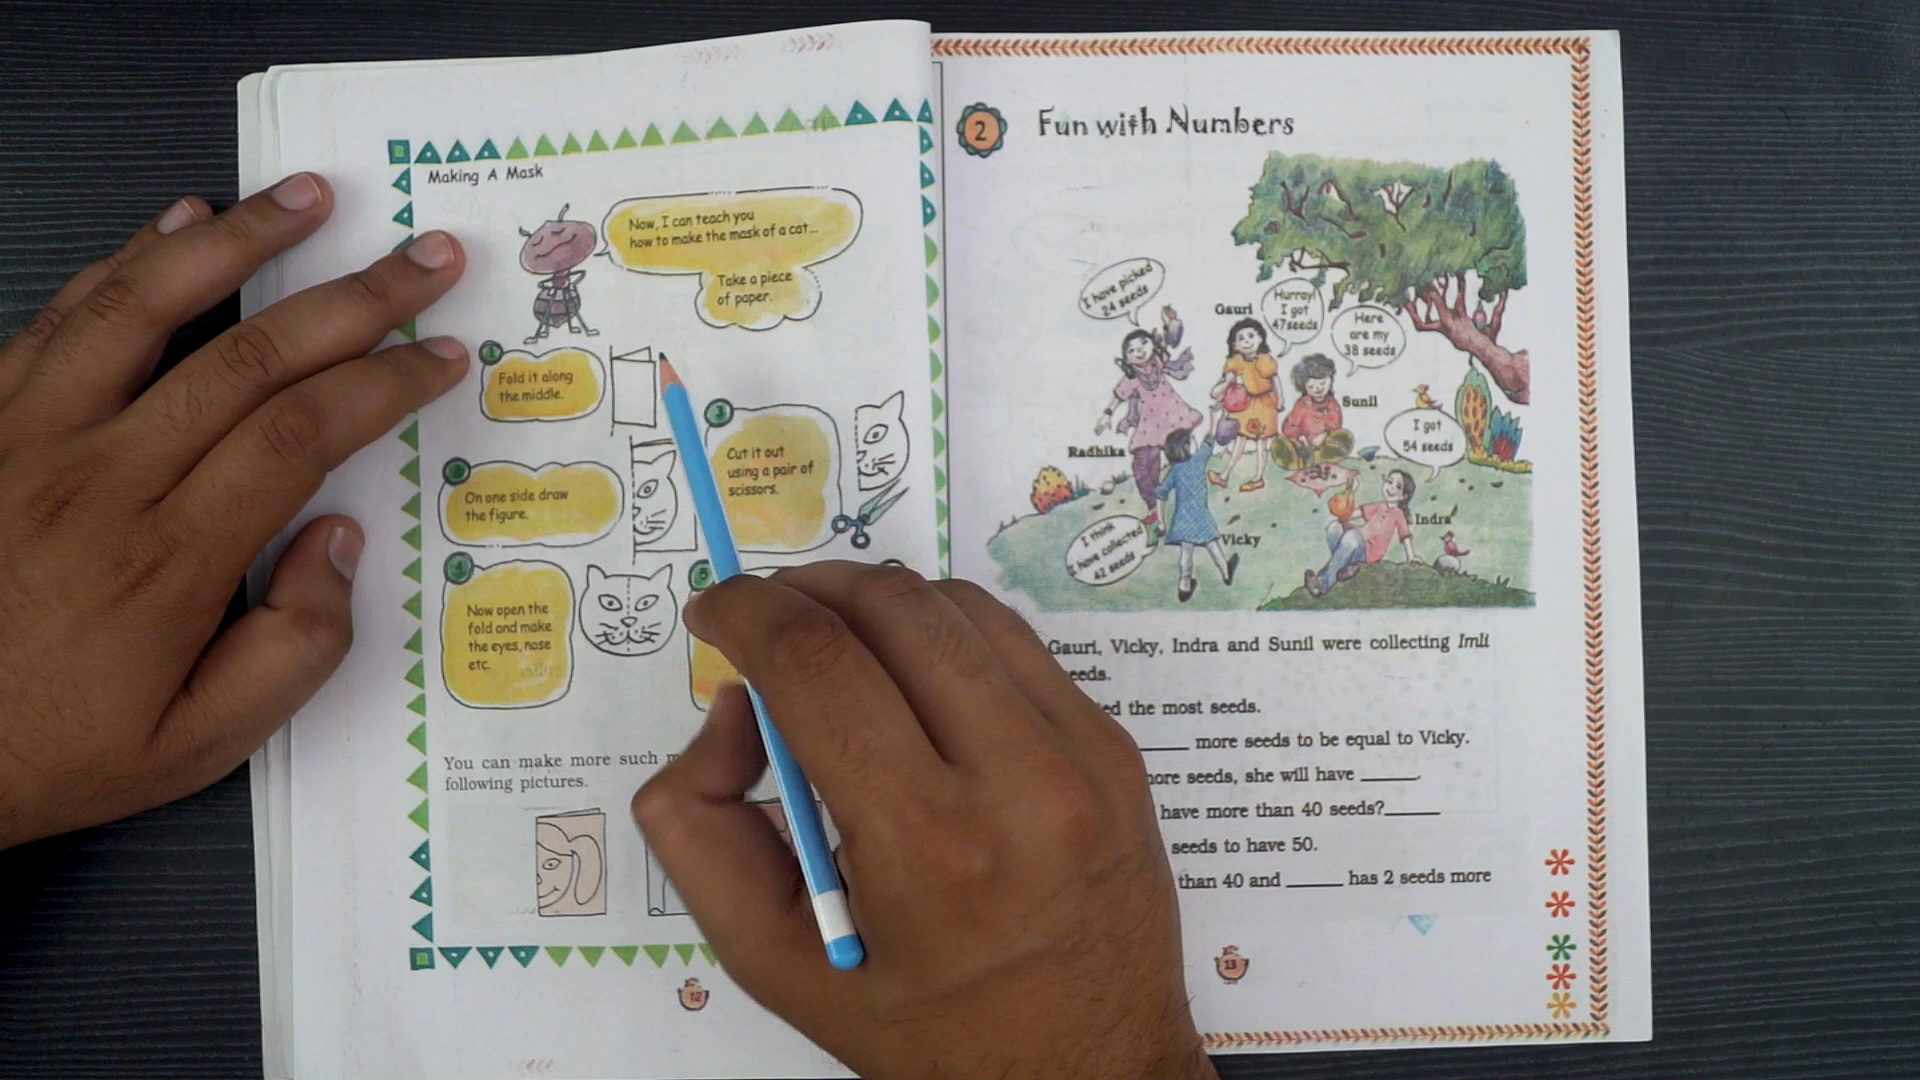 Making A Mask
Now, I can teach you
how to make the mask of a cat...
Take a piece
of paper.
1
Fold it along
the middle.
2
On one side draw
the figure.
3
Cut it out
using a pair of
scissors.
4
Now open the
fold and make
the eyes, nose
etc.
5
You can make more such
following pictures.
12
2
Fun with Numbers
I have picked
24 seeds
Gauri
Hurray!
I got
47seeds
Here
are my
38 seeds
Sunil
I got
54 seeds
Radhika
Indra
Vicky
I think
I have collected
42 seeds
Gauri, Vicky, Indra and Sunil were collecting Imli
the most seeds.
_____ more seeds to be equal to Vicky.
seeds, she will have _____.
have more than 40 seeds?_____
seeds to have 50.
than 40 and _____ has 2 seeds more
13